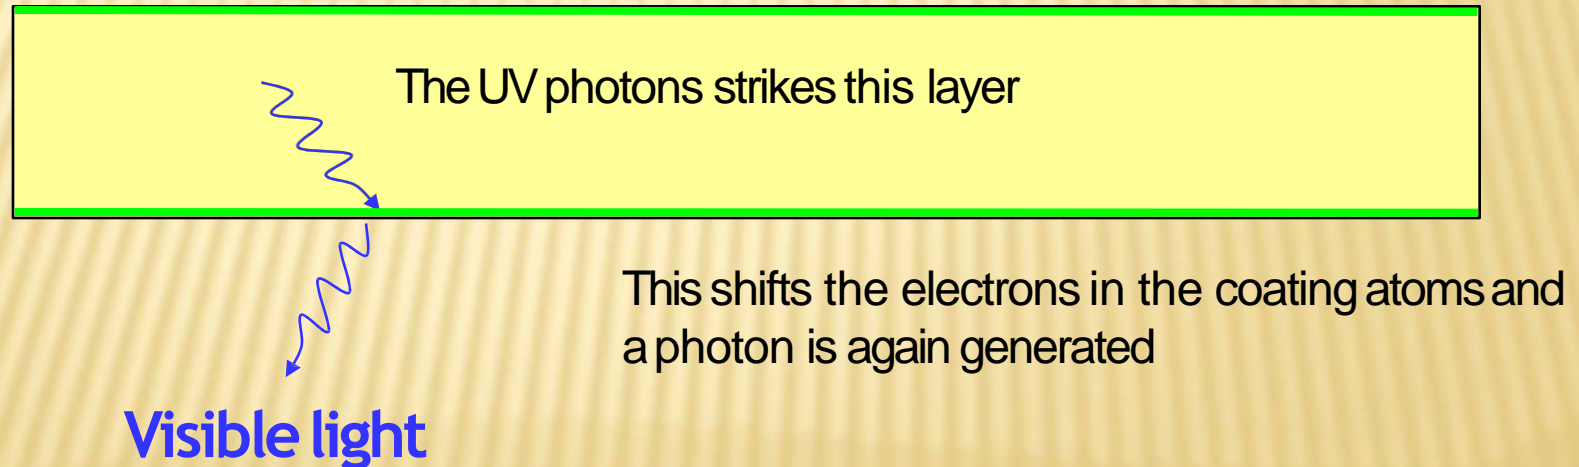 The UV photons strikes this layer
This shifts the electrons in the coating atoms and
a photon is again generated
Visible light